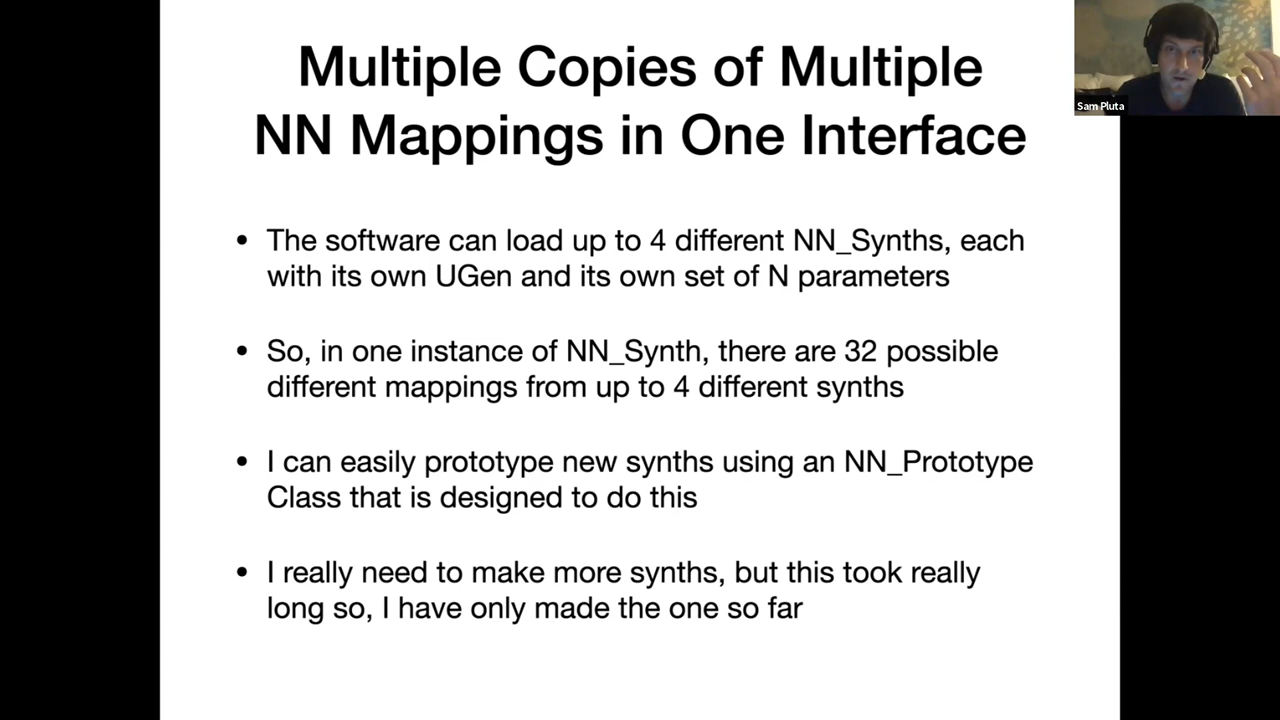 Multiple Copies of Multiple
NN Mappings in One Interface
Sam Pluta
• The software can load up to 4 different NN_Synths, each
with its own UGen and its own set of N parameters
• So, in one instance of NN_Synth, there are 32 possible
different mappings from up to 4 different synths
• I can easily prototype new synths using an NN_Prototype
Class that is designed to do this
• I really need to make more synths, but this took really
long so, I have only made the one so far